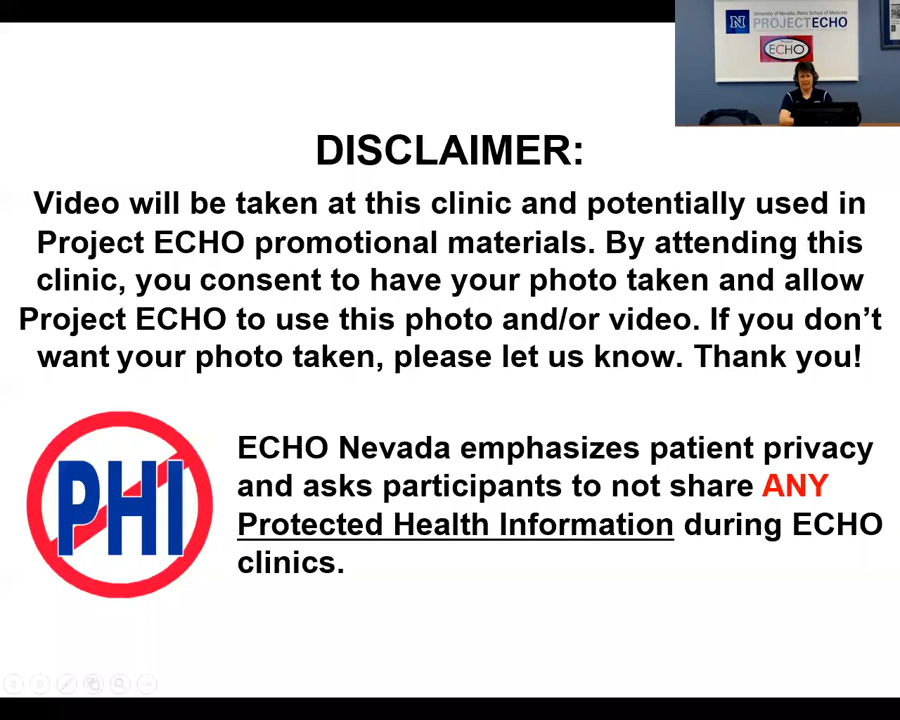 University of Nevada, Reno School of Medicine
N PROJECT ECHO
ECHO
DISCLAIMER:
Video will be taken at this clinic and potentially used in
Project ECHO promotional materials. By attending this
clinic, you consent to have your photo taken and allow
Project ECHO to use this photo and/or video. If you don't
want your photo taken, please let us know. Thank you!
PHI
ECHO Nevada emphasizes patient privacy
and asks participants to not share ANY
Protected Health Information during ECHO
clinics.